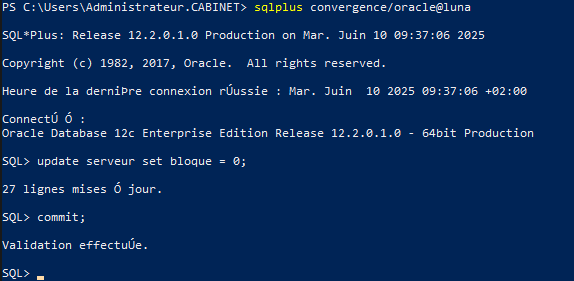 PS C:\Users\Administrateur.CABINET> sqlplus convergence/oracle@luna
SQL*Plus: Release 12.2.0.1.0 Production on Mar. Juin 10 09:37:06 2025
Copyright (c) 1982, 2017, Oracle.  All rights reserved.
Heure de la derniÞre connexion rÚussie : Mar. Juin  10 2025 09:37:06 +02:00
ConnectÚ Ó :
Oracle Database 12c Enterprise Edition Release 12.2.0.1.0 - 64bit Production
SQL> update serveur set bloque = 0;
27 lignes mises Ó jour.
SQL> commit;
Validation effectuÚe.
SQL>